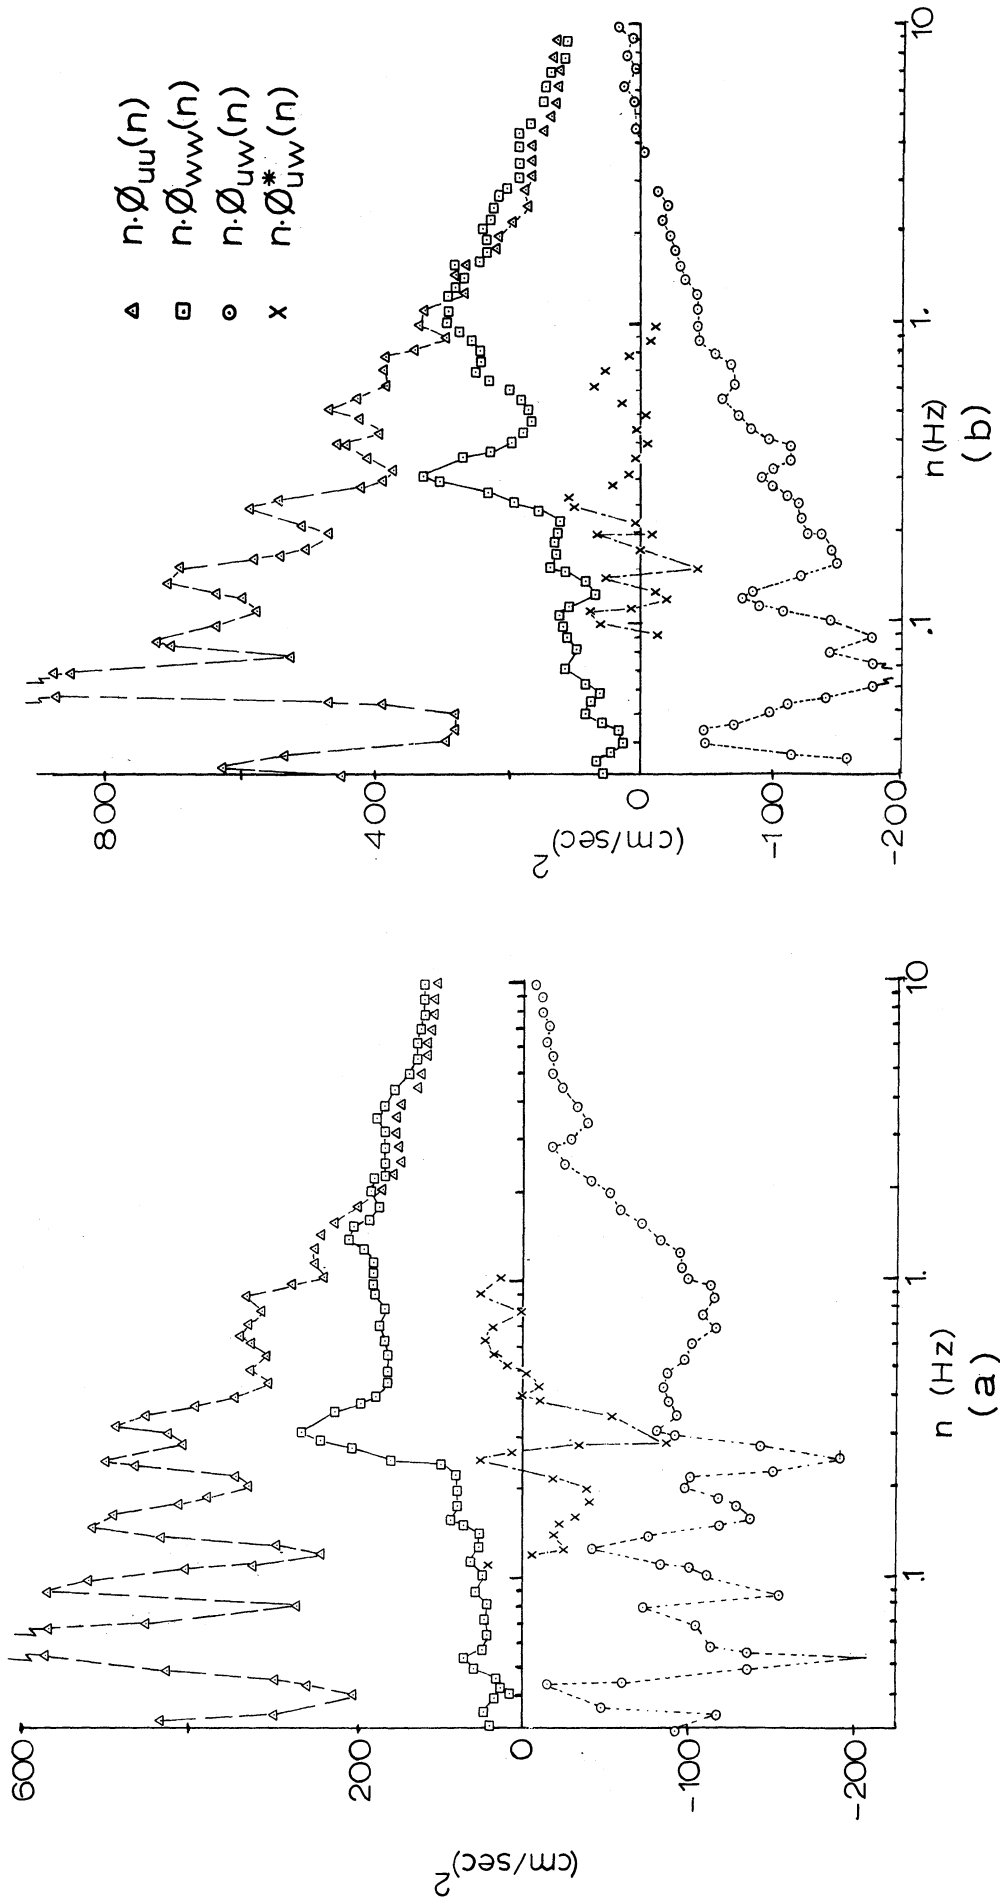 600
200
0
-100
-200
(cm/sec)²
.1
1.
10
n (Hz)
(a)
800
400
0
-100
-200
(cm/sec)²
.1
1.
10
n (Hz)
(b)
△ n·Øuu(n)
□ n·Øww(n)
⊙ n·Øuw(n)
x n·Ø*uw(n)